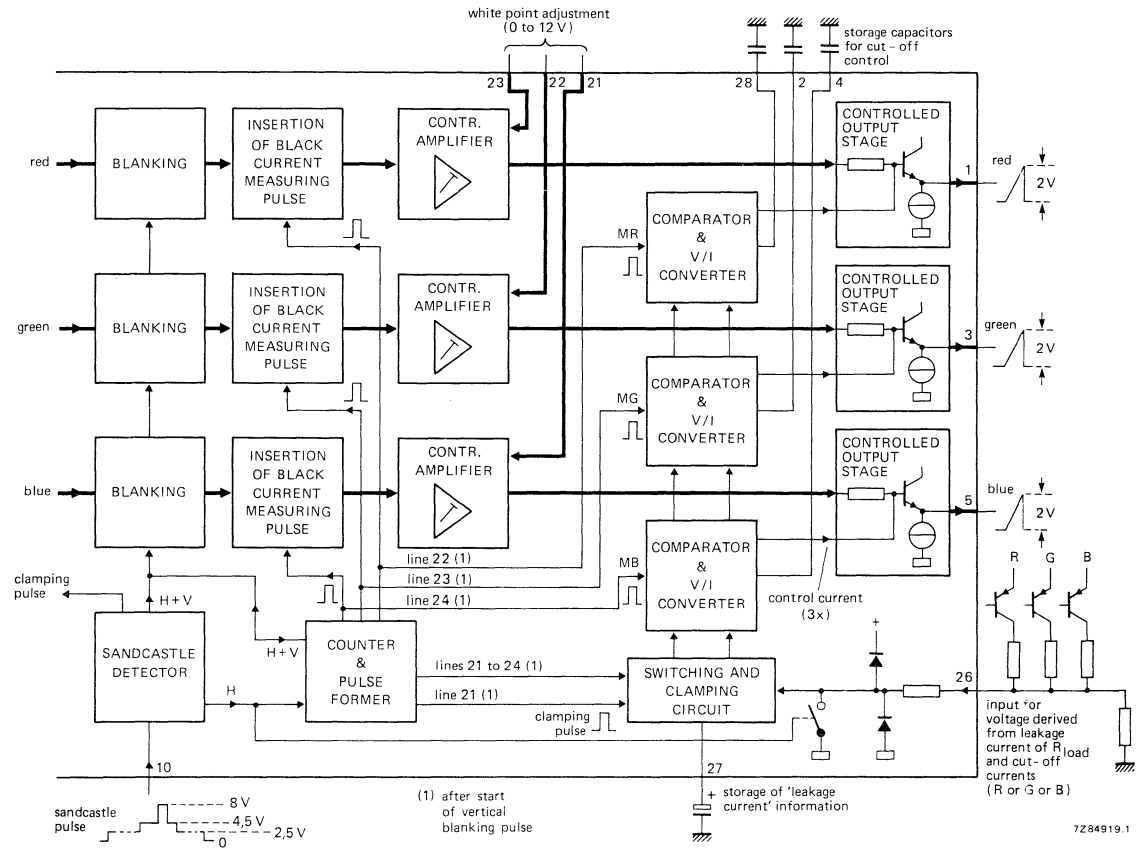 white point adjustment
(0 to 12 V)
storage capacitors
for cut-off
control
23
22
21
28
2
4
red
BLANKING
INSERTION
OF BLACK
CURRENT
MEASURING
PULSE
CONTR.
AMPLIFIER
CONTROLLED
OUTPUT
STAGE
1
red
2V
MR
COMPARATOR
&
V/I
CONVERTER
green
BLANKING
INSERTION
OF BLACK
CURRENT
MEASURING
PULSE
CONTR.
AMPLIFIER
CONTROLLED
OUTPUT
STAGE
3
green
2V
MG
COMPARATOR
&
V/I
CONVERTER
blue
BLANKING
INSERTION
OF BLACK
CURRENT
MEASURING
PULSE
CONTR.
AMPLIFIER
CONTROLLED
OUTPUT
STAGE
5
blue
2V
MB
COMPARATOR
&
V/I
CONVERTER
line 22 (1)
line 23 (1)
line 24 (1)
control current
(3x)
R G B
clamping
pulse
H+V
H+V
SANDCASTLE
DETECTOR
H
COUNTER
&
PULSE
FORMER
lines 21 to 24 (1)
line 21 (1)
clamping
pulse
SWITCHING AND
CLAMPING
CIRCUIT
+
26
input for
voltage derived
from leakage
current of Rload
and cut-off
currents
(R or G or B)
10
27
sandcastle
pulse
8V
4,5V
2,5V
0
(1) after start
of vertical
blanking pulse
+
storage of 'leakage
current' information
7Z84919.1